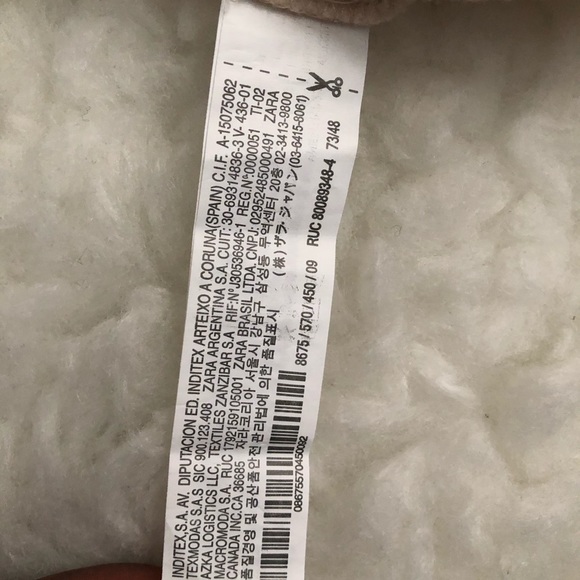 INDITEX,S.A. AV. DIPUTACION ED. INDITEX ARTEIXO A CORUNA(SPAIN) C.I.F. A-15075062
TEXMODAS S.A.S SIC 900.123.408 ZARA ARGENTINA S.A. CUIT: 30-69314836-3 V- 436-01
AZKA LOGISTICS LLC, TEXTILES ZANZIBAR S.A RIF:Nº J30536946-1 REG.Nº:0000051 TI-02
MACROMODA S.A. RUC 1792159105001 ZARA BRASIL LTDA. CNPJ: 02952485000491 ZARA
CANADA INC.CA 36685 자라코리아 서울시 강남구 삼성동 무역센터 20층 02-3413-9800
품질경영 및 공산품안전관리법에 의한 품질표시 (株) ザラ・ジャパン (03-6415-8061)
8675 / 570 / 450 / 09 RUC 80089348-4 73/48
08675570450092